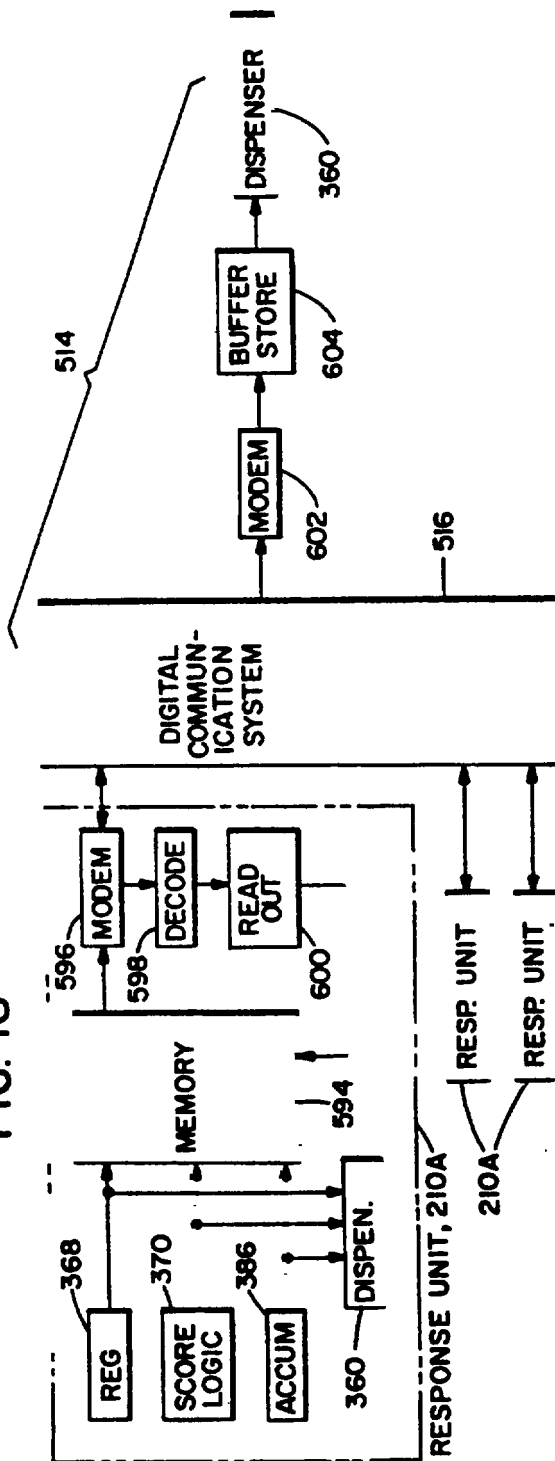 514
DISPENSER
360
BUFFER
STORE
604
MODEM
602
516
DIGITAL
COMMUN-
ICATION
SYSTEM
596
MODEM
598
DECODE
READ
OUT
600
MEMORY
594
368
REG
370
SCORE
LOGIC
386
ACCUM
DISPEN.
360
RESPONSE UNIT, 210A
210A
RESP. UNIT
RESP. UNIT